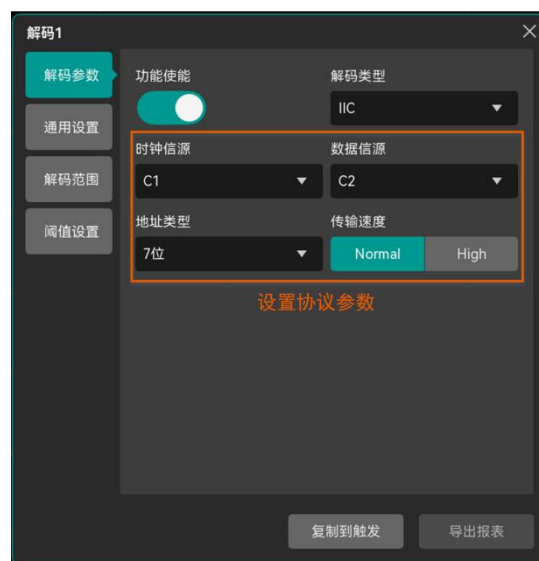 解码1
解码参数
功能使能
解码类型
IIC
通用设置
时钟信源
数据信源
解码范围
C1
C2
地址类型
传输速度
阈值设置
7位
Normal
High
设置协议参数
复制到触发
导出报表